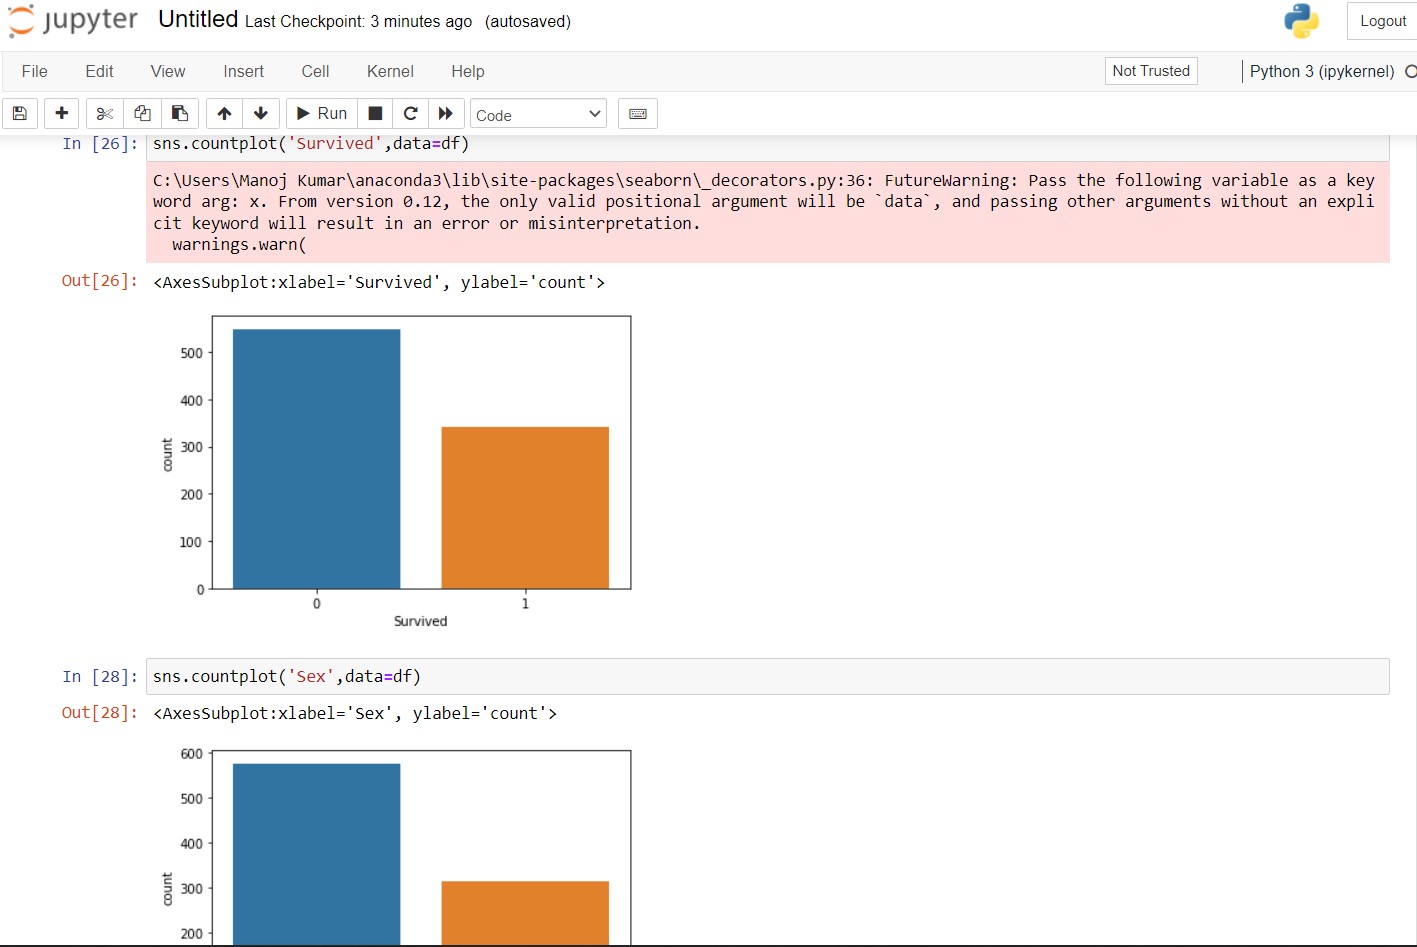 jupyter Untitled Last Checkpoint: 3 minutes ago (autosaved) Logout
File Edit View Insert Cell Kernel Help Not Trusted Python 3 (ipykernel)
Run Code
In [26]: sns.countplot('Survived',data=df)
C:\Users\Manoj Kumar\anaconda3\lib\site-packages\seaborn\_decorators.py:36: FutureWarning: Pass the following variable as a key
word arg: x. From version 0.12, the only valid positional argument will be `data`, and passing other arguments without an expli
cit keyword will result in an error or misinterpretation.
warnings.warn(
Out[26]: <AxesSubplot:xlabel='Survived', ylabel='count'>
500
400
300
200
100
0
count
0 1
Survived
In [28]: sns.countplot('Sex',data=df)
Out[28]: <AxesSubplot:xlabel='Sex', ylabel='count'>
600
500
400
300
200
count